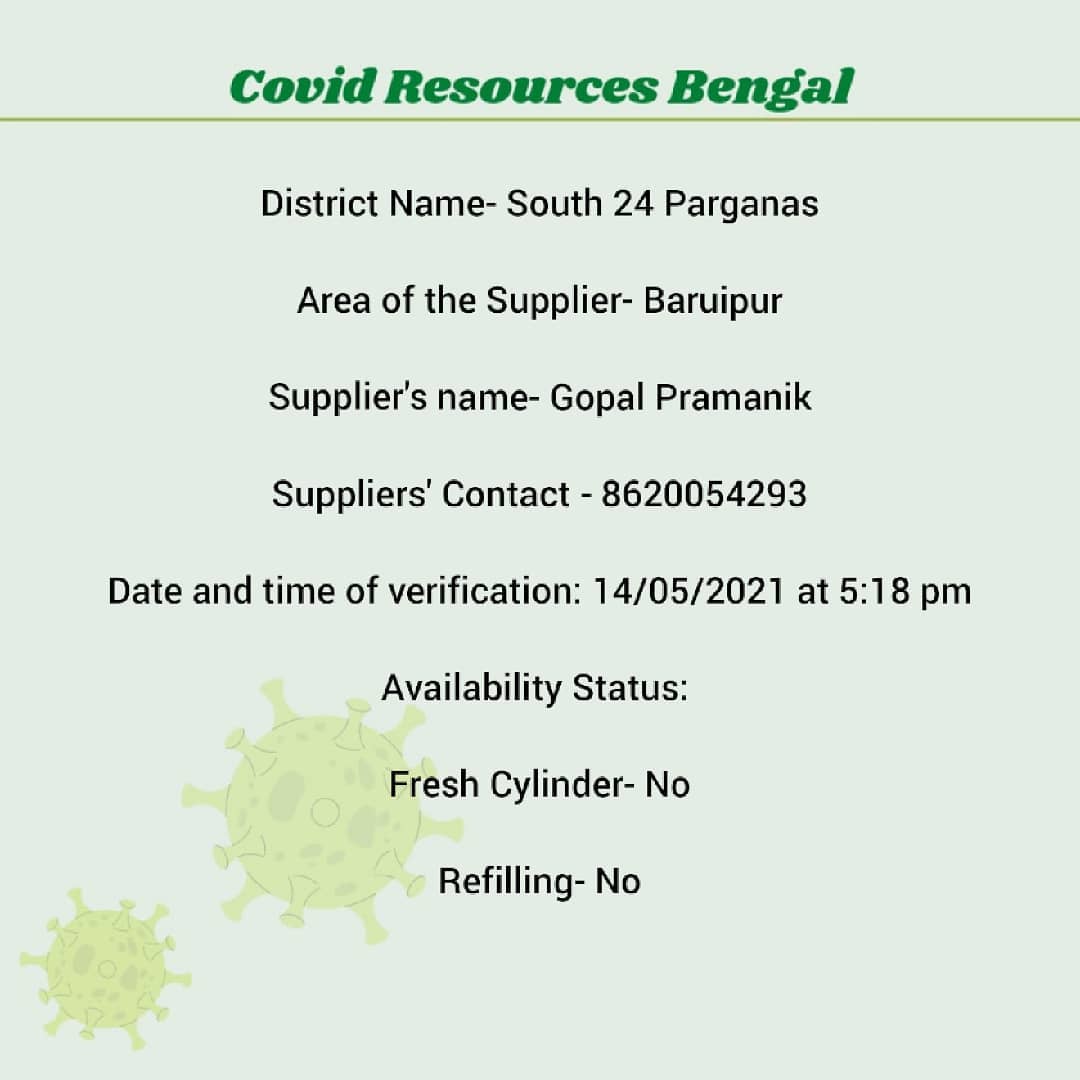 Covid Resources Bengal
District Name- South 24 Parganas
Area of the Supplier- Baruipur
Supplier's name- Gopal Pramanik
Suppliers' Contact - 8620054293
Date and time of verification: 14/05/2021 at 5:18 pm
Availability Status:
Fresh Cylinder- No
Refilling- No